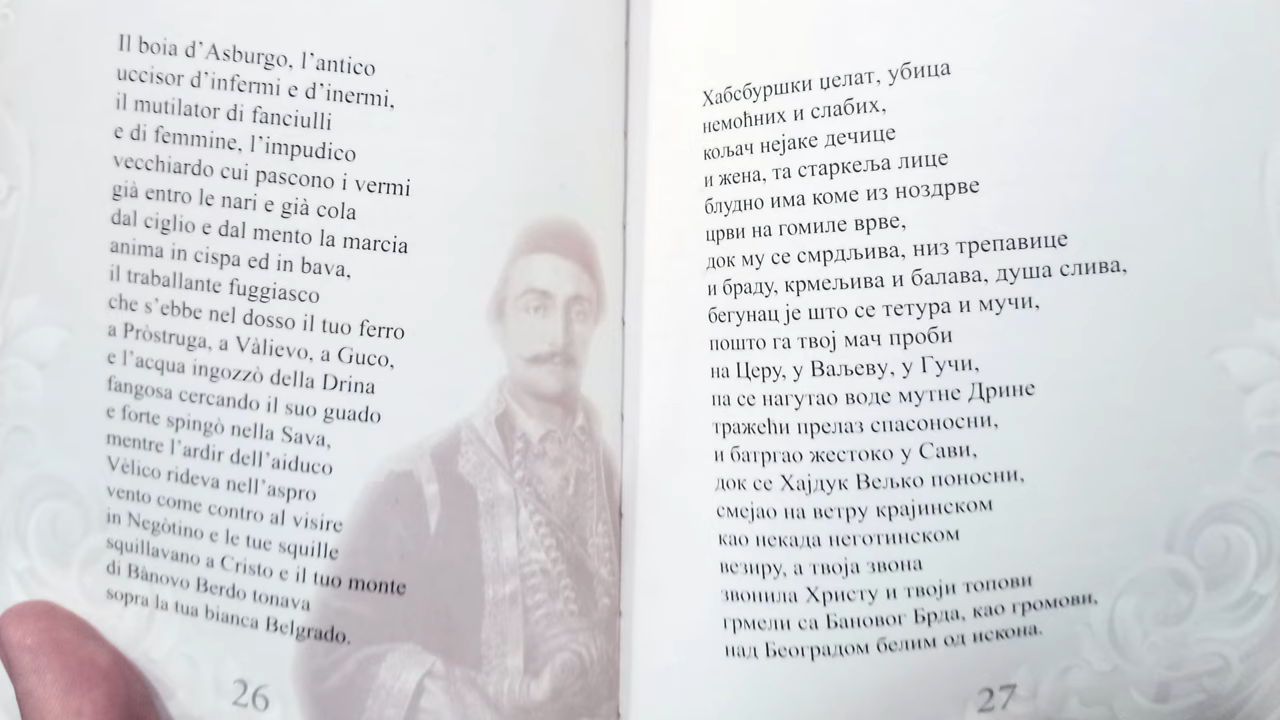 Il boia d’Asburgo, l’antico
uccisor d’infermi e d’inermi,
il mutilator di fanciulli
e di femmine, l’impudico
vecchiardo cui pascono i vermi
già entro le nari e già cola
dal ciglio e dal mento la marcia
anima in cispa ed in bava,
il traballante fuggiasco
che s’ebbe nel dosso il tuo ferro
a Pròstruga, a Vàlievo, a Guco,
e l’acqua ingozzò della Drina
fangosa cercando il suo guado
e forte spingò nella Sava,
mentre l’ardir dell’aiduco
Vèlico rideva nell’aspro
vento come contro al visire
in Negòtino e le tue squille
squillavano a Cristo e il tuo monte
di Bànovo Berdo tonava
sopra la tua bianca Belgrado.
26
Хабсбуршки џелат, убица
немоћних и слабих,
кољач нејаке дечице
и жена, та старкеља лице
блудно има коме из ноздрве
црви на гомиле врве,
док му се смрдљива, низ трепавице
и браду, крмељива и балава, душа слива,
бегунац је што се тетура и мучи,
пошто га твој мач проби
на Церу, у Ваљеву, у Гучи,
па се нагутао воде мутне Дрине
тражећи прелаз спасоносни,
и батргао жестоко у Сави,
док се Хајдук Вељко поносни,
смејао на ветру крајинском
као некада неготинском
везиру, а твоја звона
звонила Христу и твоји топови
грмели са Бановог Брда, као громови,
над Београдом белим од искона.
27